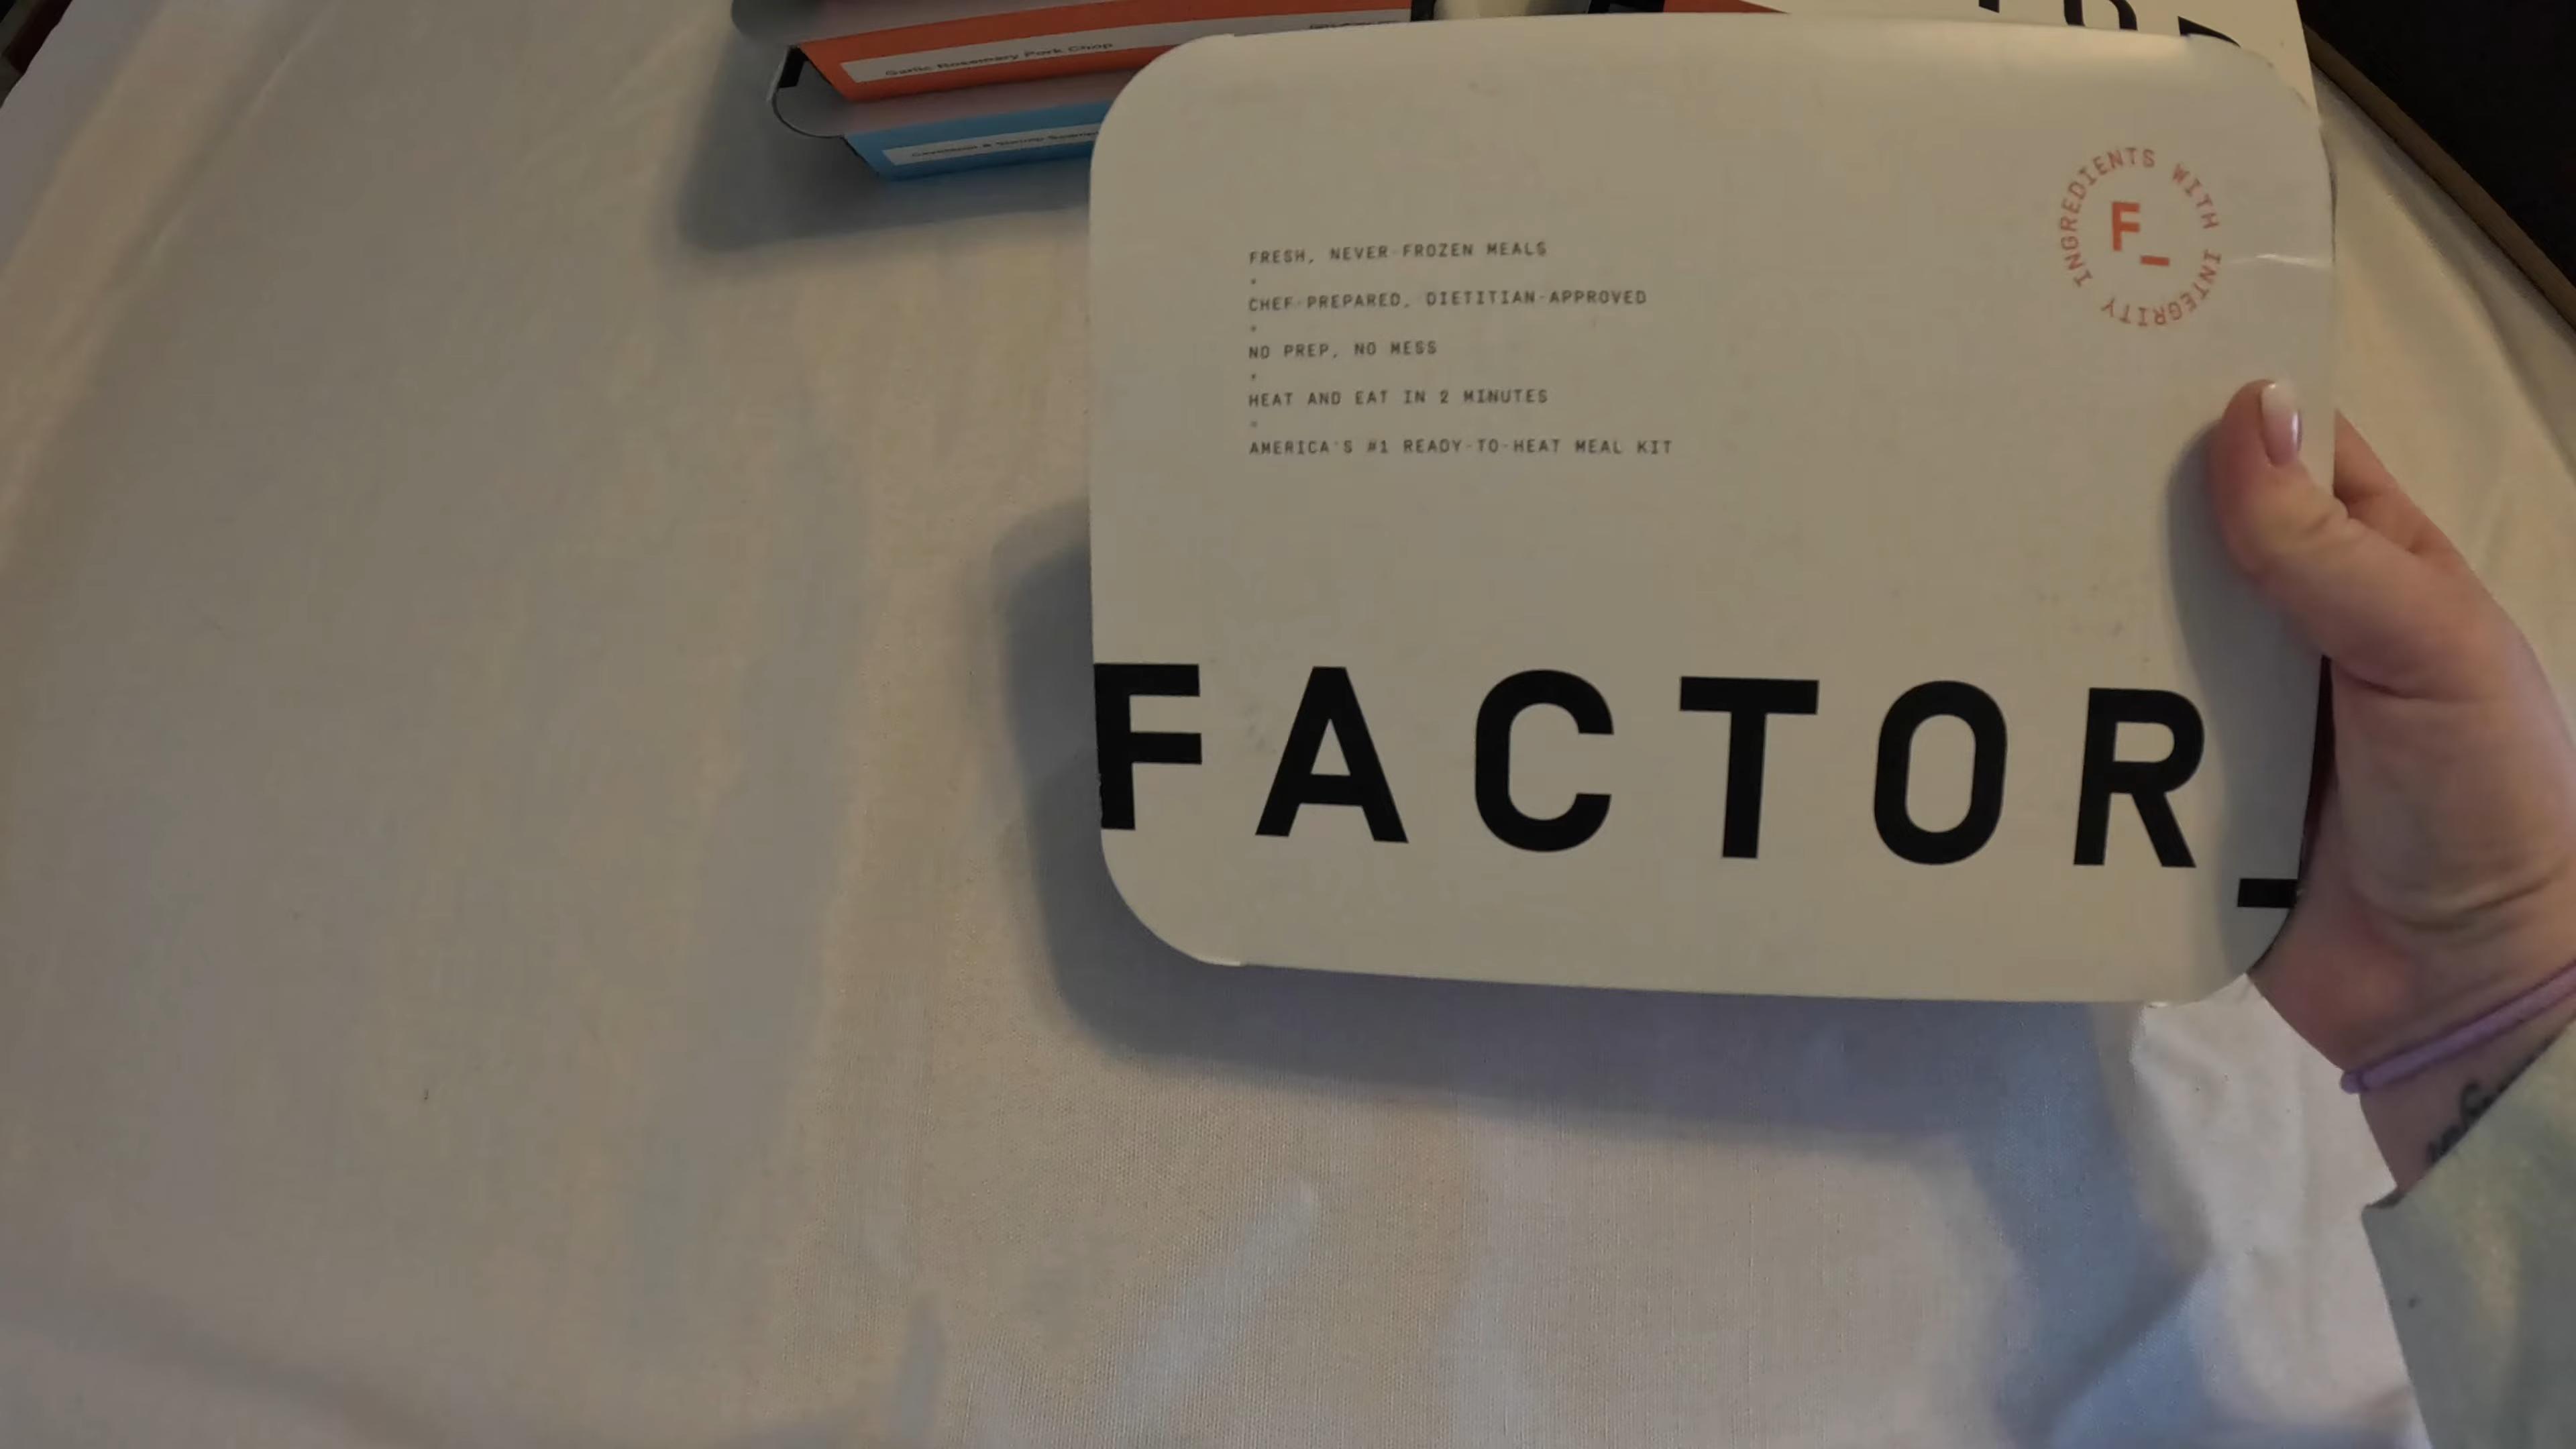 Garlic Rosemary Pork Chop
FRESH, NEVER-FROZEN MEALS
CHEF-PREPARED, DIETITIAN-APPROVED
NO PREP, NO MESS
HEAT AND EAT IN 2 MINUTES
AMERICA'S #1 READY-TO-HEAT MEAL KIT
INGREDIENTS WITH INTEGRITY
F_
FACTOR_